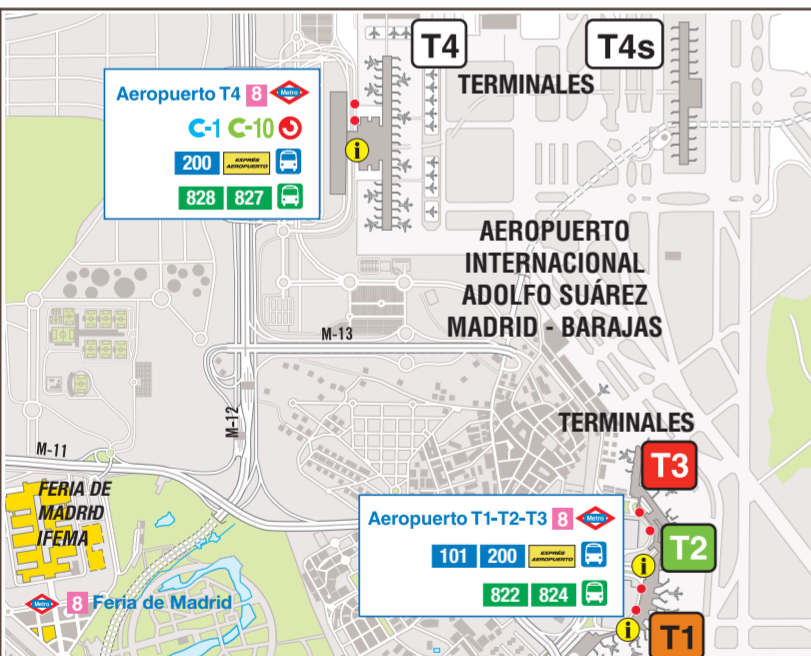 T4
T4s
TERMINALES
Aeropuerto T4 8 Metro
C-1 C-10
200 EXPRÉS AEROPUERTO
828 827
i
AEROPUERTO
INTERNACIONAL
ADOLFO SUÁREZ
MADRID - BARAJAS
M-13
M-12
M-11
TERMINALES
T3
FERIA DE
MADRID
IFEMA
Aeropuerto T1-T2-T3 8 Metro
101 200 EXPRÉS AEROPUERTO
822 824
T2
i
Metro 8 Feria de Madrid
i
T1